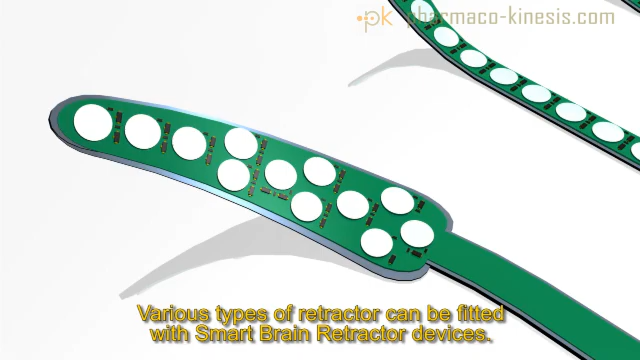 pk pharmaco-kinesis.com
Various types of retractor can be fitted
with Smart Brain Retractor devices.